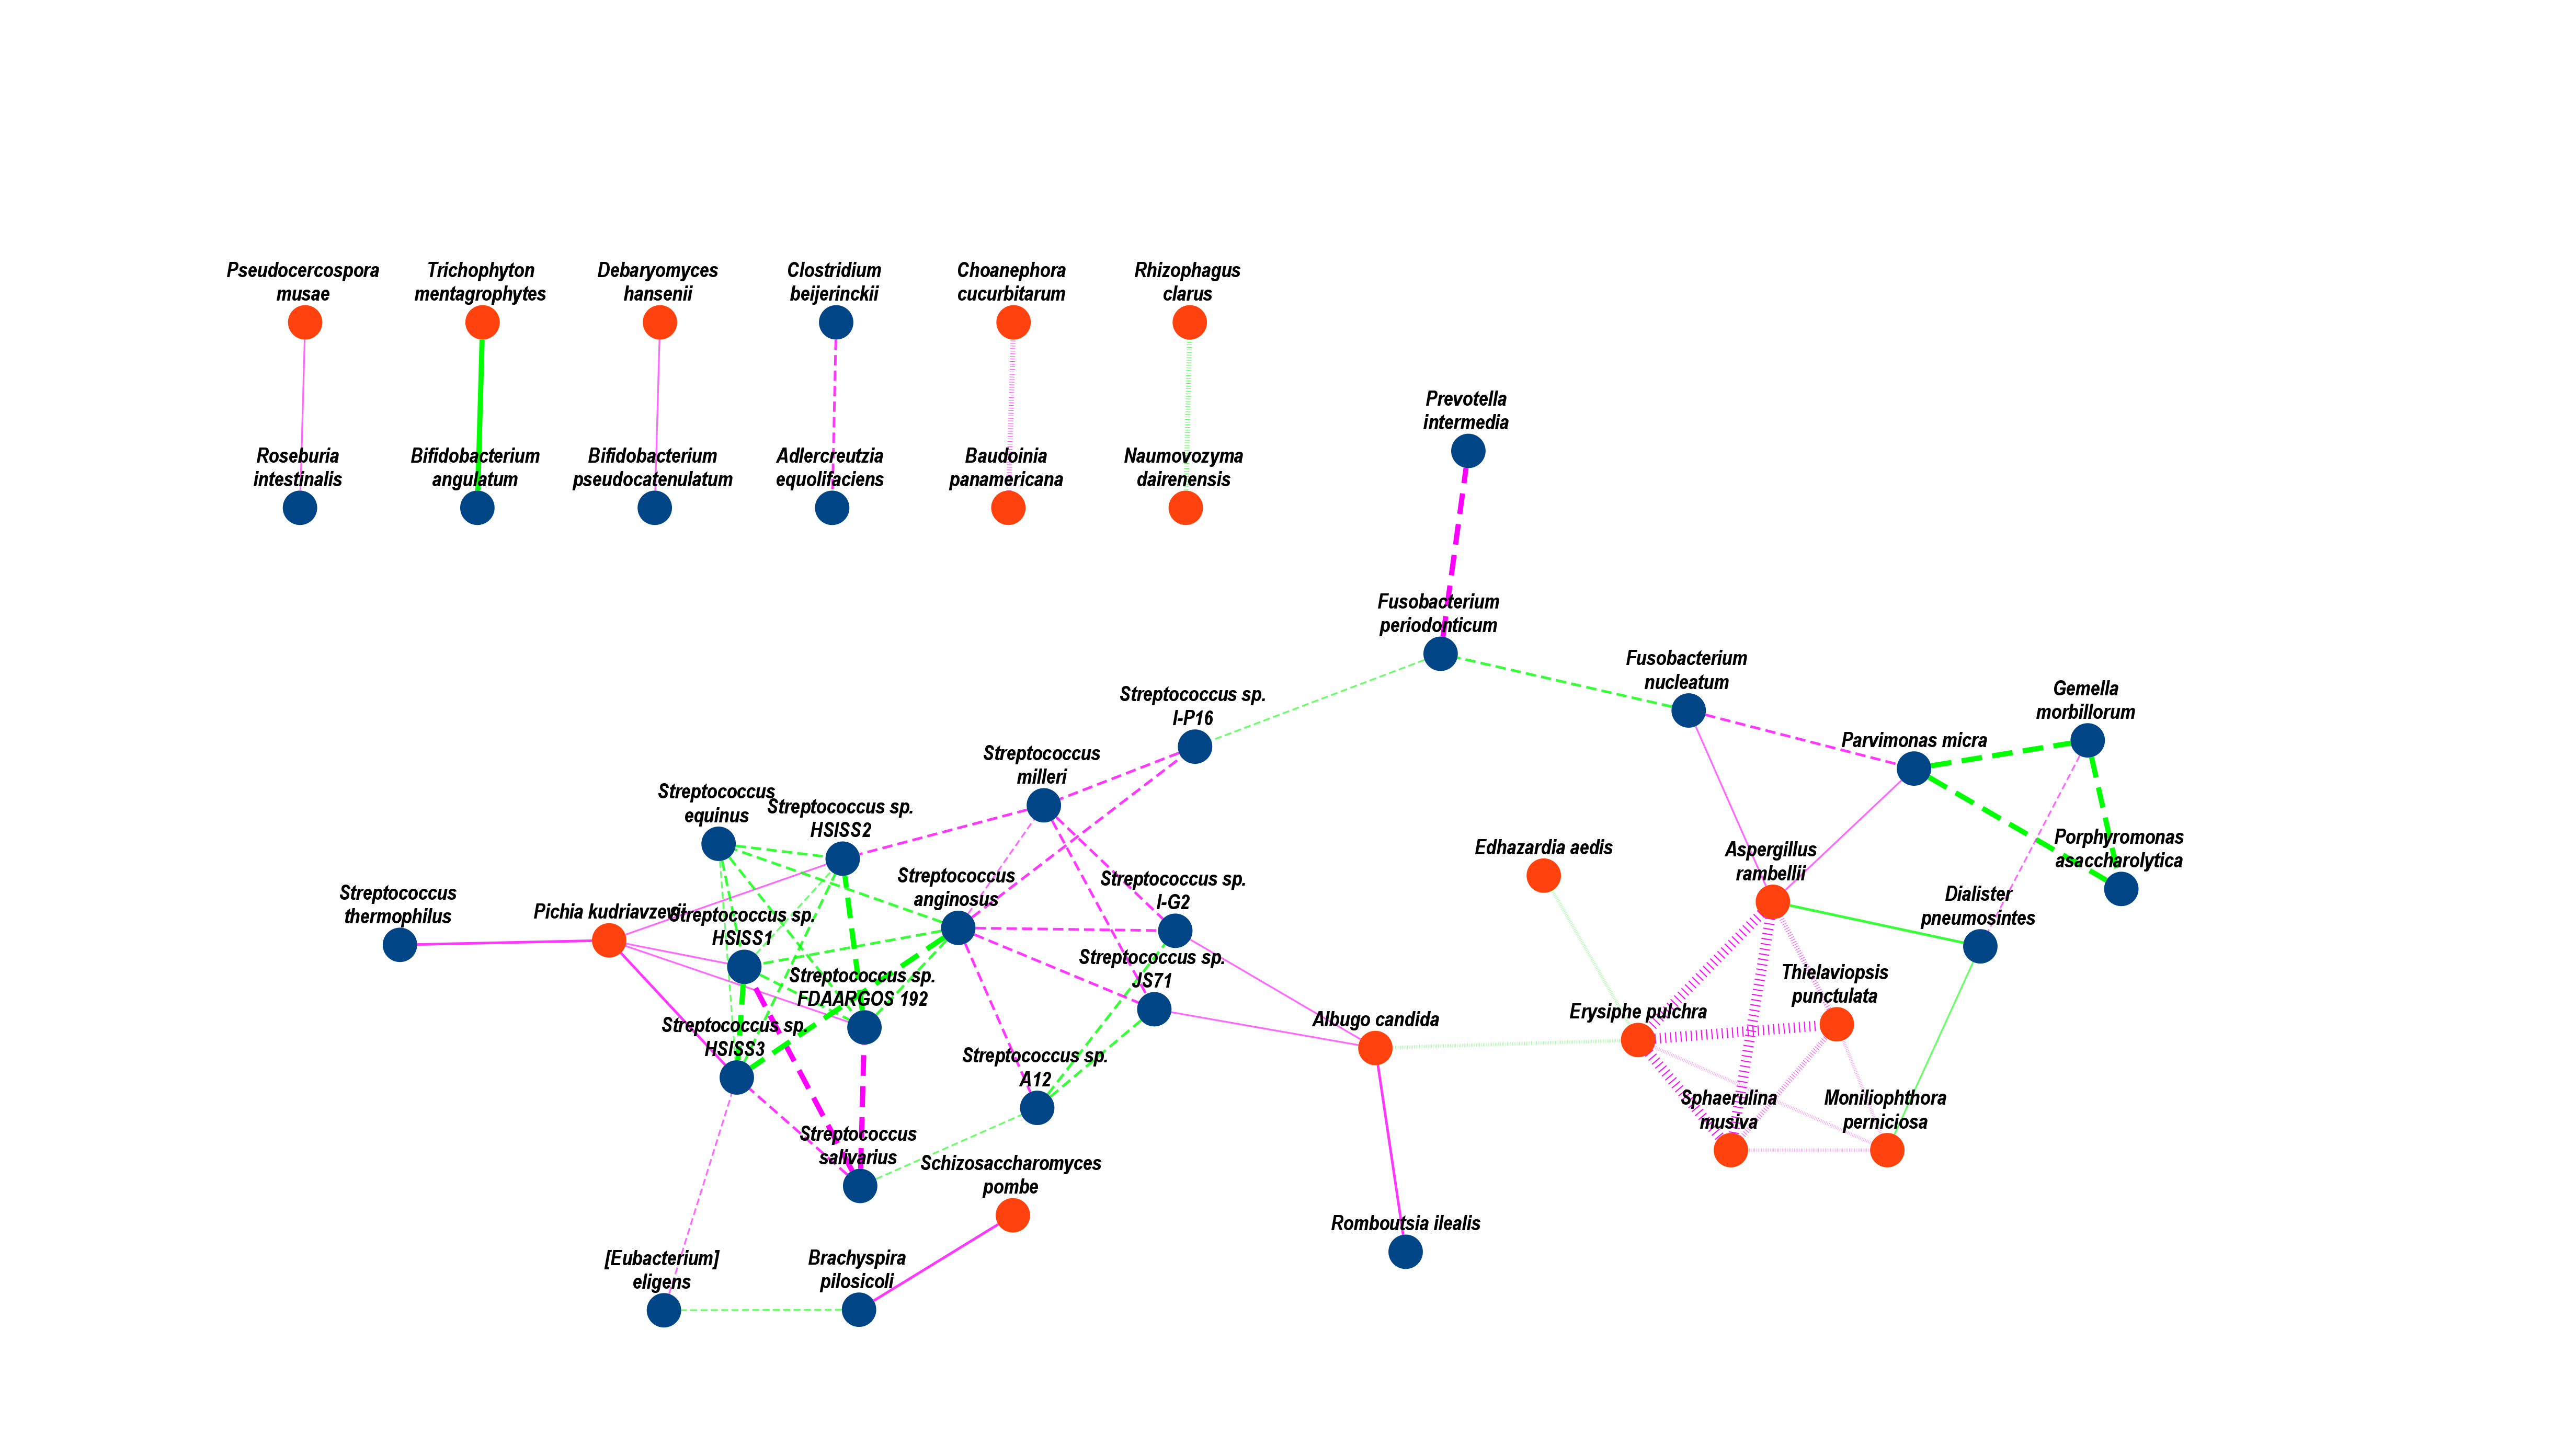 Pseudocercospora
musae
Trichophyton
mentagrophytes
Debaryomyces
hansenii
Clostridium
beijerinckii
Choanephora
cucurbitarum
Rhizophagus
clarus
Roseburia
intestinalis
Bifidobacterium
angulatum
Bifidobacterium
pseudocatenulatum
Adlercreutzia
equolifaciens
Baudoinia
panamericana
Naumovozyma
dairenensis
Prevotella
intermedia
Fusobacterium
periodonticum
Fusobacterium
nucleatum
Streptococcus sp.
I-P16
Gemella
morbillorum
Parvimonas micra
Streptococcus
milleri
Streptococcus
equinus
Streptococcus sp.
HSISS2
Porphyromonas
asaccharolytica
Edhazardia aedis
Aspergillus
rambellii
Streptococcus
anginosus
Streptococcus sp.
I-G2
Streptococcus
thermophilus
Dialister
pneumosintes
Pichia kudriavzevii
Streptococcus sp.
HSISS1
Streptococcus sp.
JS71
Thielaviopsis
punctulata
Streptococcus sp.
FDAARGOS 192
Erysiphe pulchra
Albugo candida
Streptococcus sp.
HSISS3
Streptococcus sp.
A12
Sphaerulina
musiva
Moniliophthora
perniciosa
Streptococcus
salivarius
Schizosaccharomyces
pombe
Romboutsia ilealis
[Eubacterium]
eligens
Brachyspira
pilosicoli